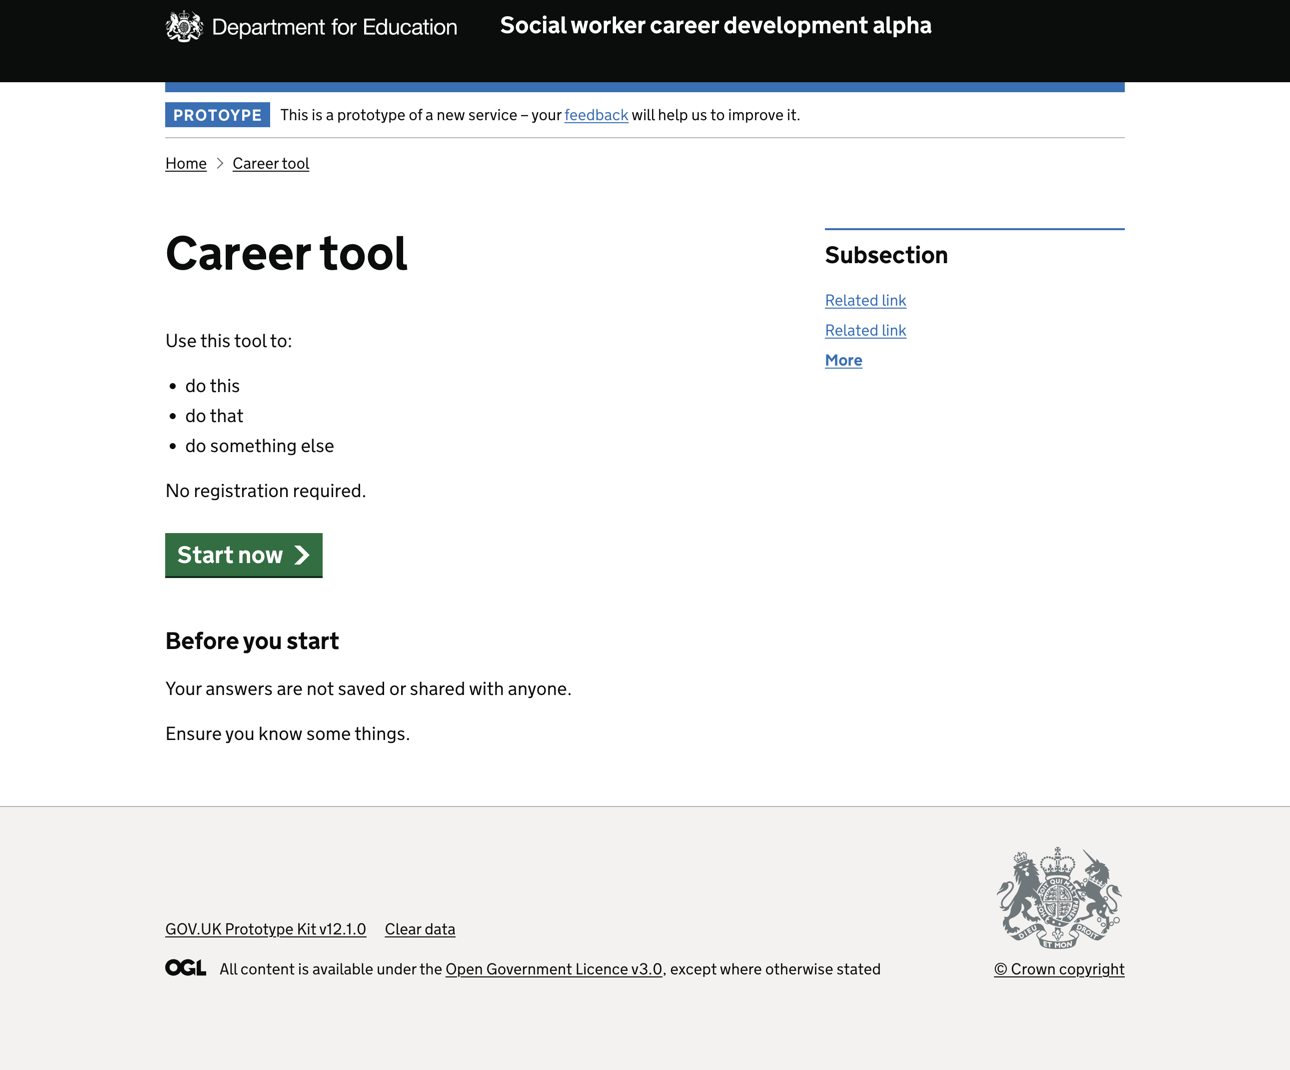 Department for Education
Social worker career development alpha
PROTOYPE
This is a prototype of a new service – your feedback will help us to improve it.
Home
Career tool
Career tool
Use this tool to:
• do this
• do that
• do something else
No registration required.
Start now
Before you start
Your answers are not saved or shared with anyone.
Ensure you know some things.
Subsection
Related link
Related link
More
GOV.UK Prototype Kit v12.1.0
Clear data
OGL
All content is available under the Open Government Licence v3.0, except where otherwise stated
DIEU ET MON DROIT
© Crown copyright